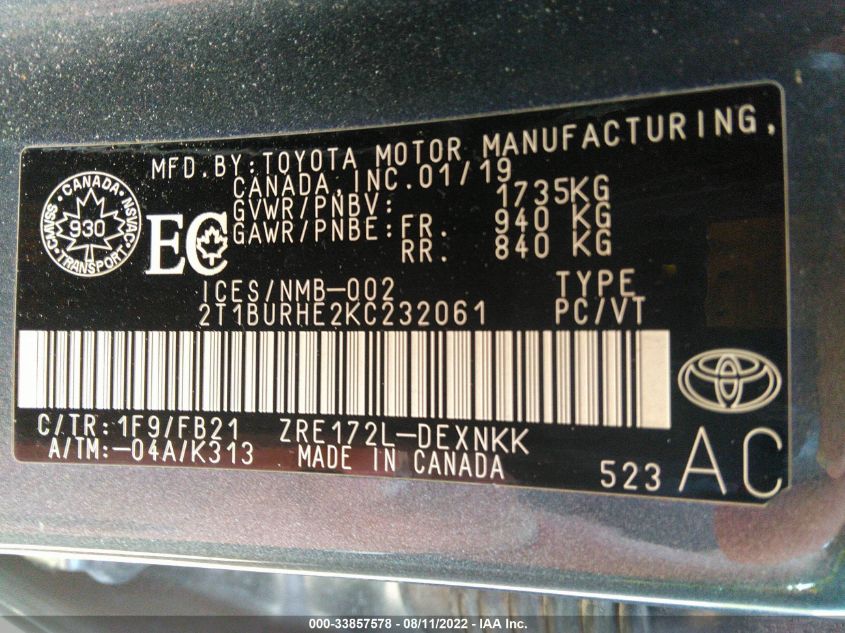 MFD.BY:TOYOTA MOTOR MANUFACTURING,
CANADA, INC.01/19
GVWR/PNBV: 1735KG
GAWR/PNBE:FR. 940 KG
RR. 840 KG
CANADA
CMVSS
NSVAC
930
TRANSPORT
EC
ICES/NMB-002 TYPE
2T1BURHE2KC232061 PC/VT
C/TR:1F9/FB21 ZRE172L-DEXNKK
A/TM:-04A/K313 MADE IN CANADA
523 AC
000-33857578 - 08/11/2022 - IAA Inc.